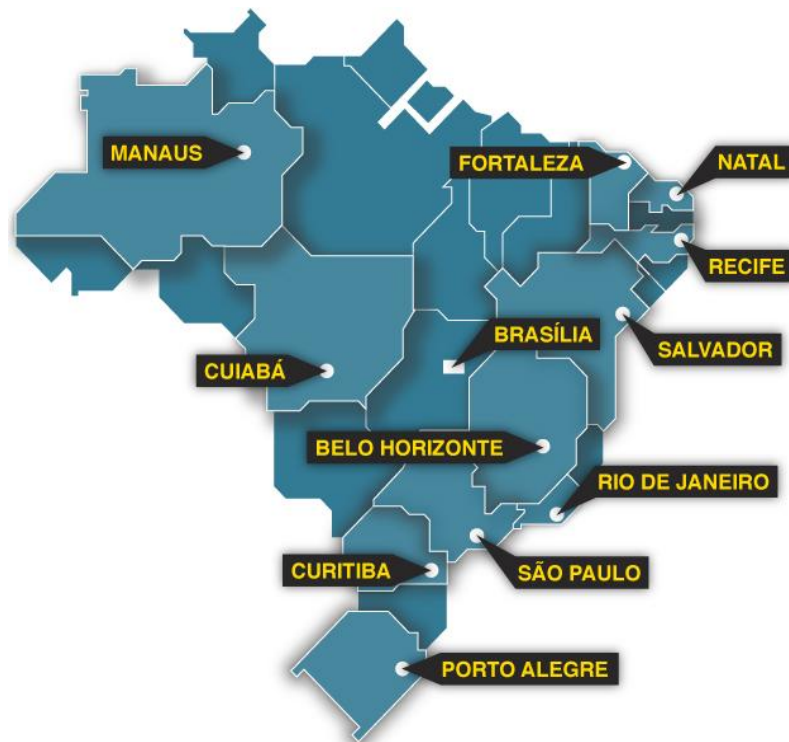 MANAUS
FORTALEZA
NATAL
RECIFE
BRASÍLIA
SALVADOR
CUIABÁ
BELO HORIZONTE
RIO DE JANEIRO
CURITIBA
SÃO PAULO
PORTO ALEGRE